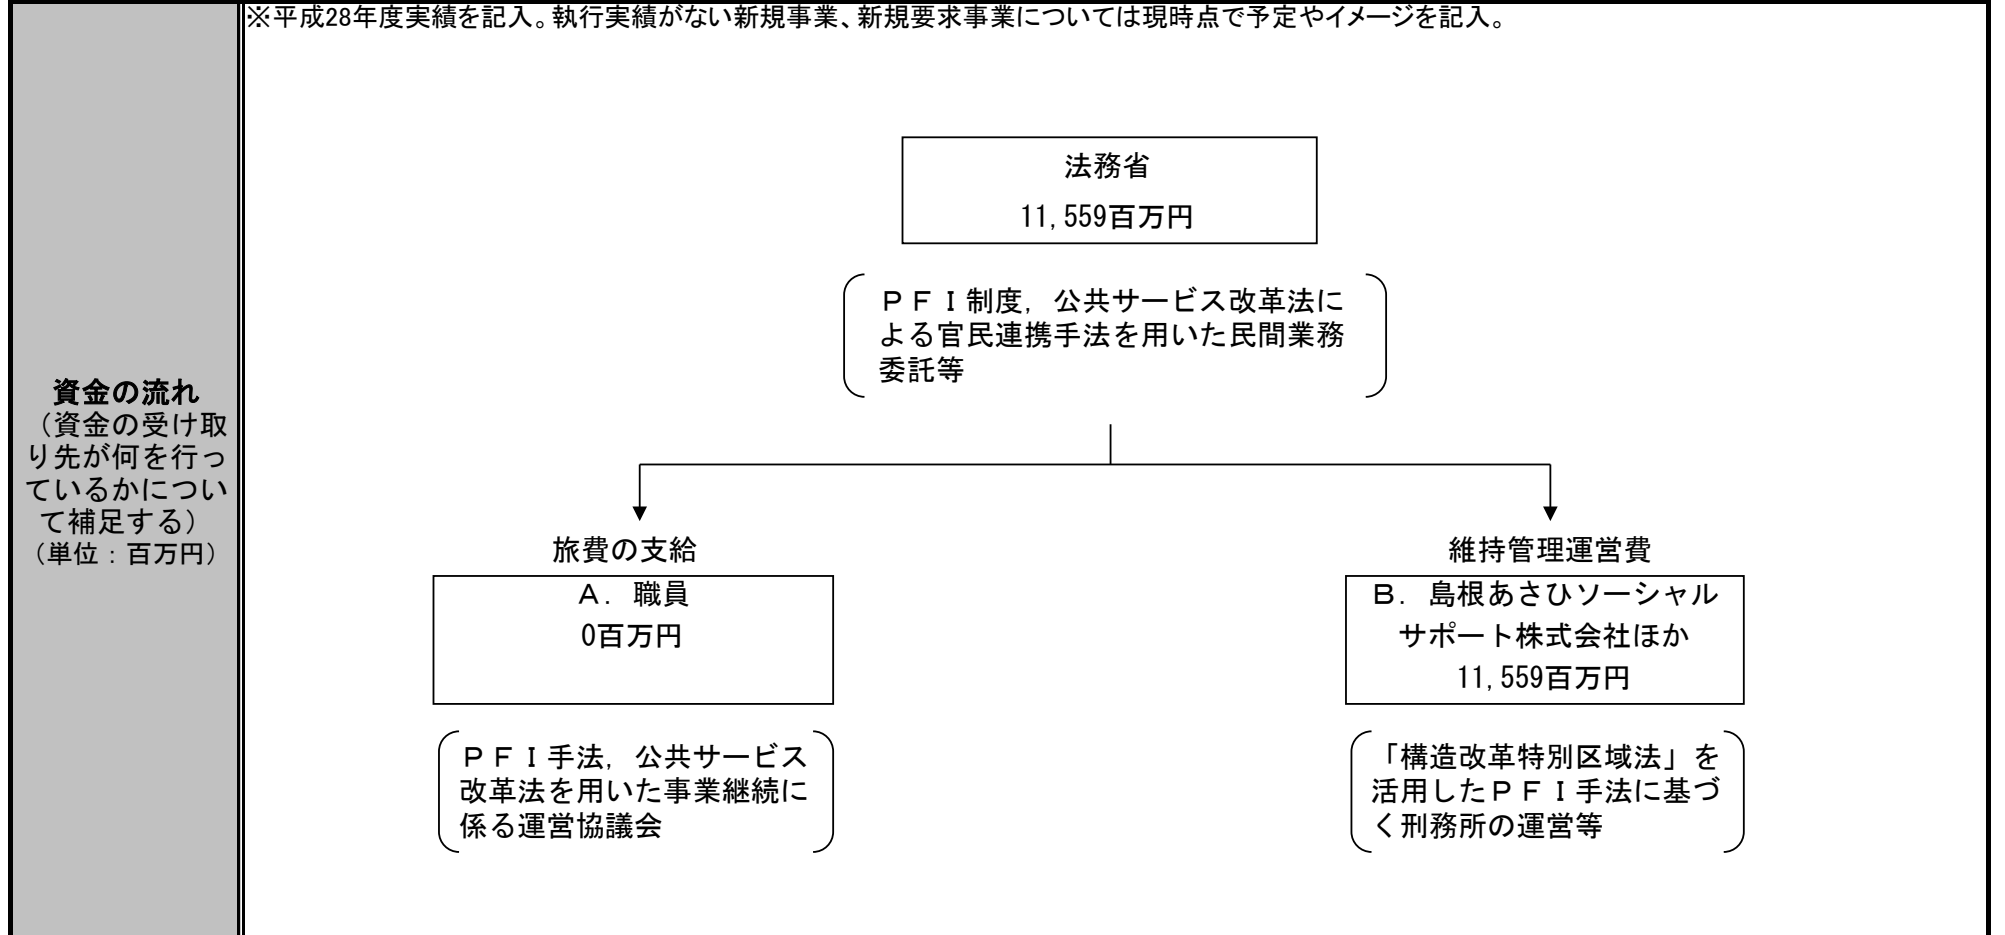 ※平成28年度実績を記入。執行実績がない新規事業、新規要求事業については現時点で予定やイメージを記入。
資金の流れ
（資金の受け取
り先が何を行っ
ているかについ
て補足する）
（単位：百万円）
法務省
11,559百万円
ＰＦＩ制度，公共サービス改革法に
よる官民連携手法を用いた民間業務
委託等
旅費の支給
Ａ．職員
0百万円
ＰＦＩ手法，公共サービス
改革法を用いた事業継続に
係る運営協議会
維持管理運営費
Ｂ．島根あさひソーシャル
サポート株式会社ほか
11,559百万円
「構造改革特別区域法」を
活用したＰＦＩ手法に基づ
く刑務所の運営等